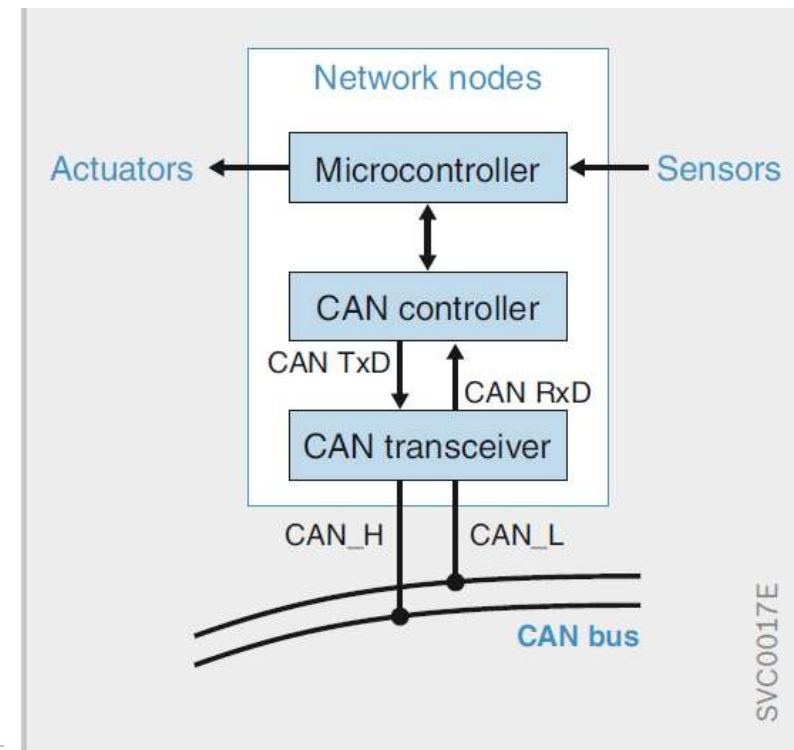 Network nodes
Actuators
Microcontroller
Sensors
CAN controller
CAN TxD
CAN RxD
CAN transceiver
CAN_H
CAN_L
CAN bus
SVC0017E